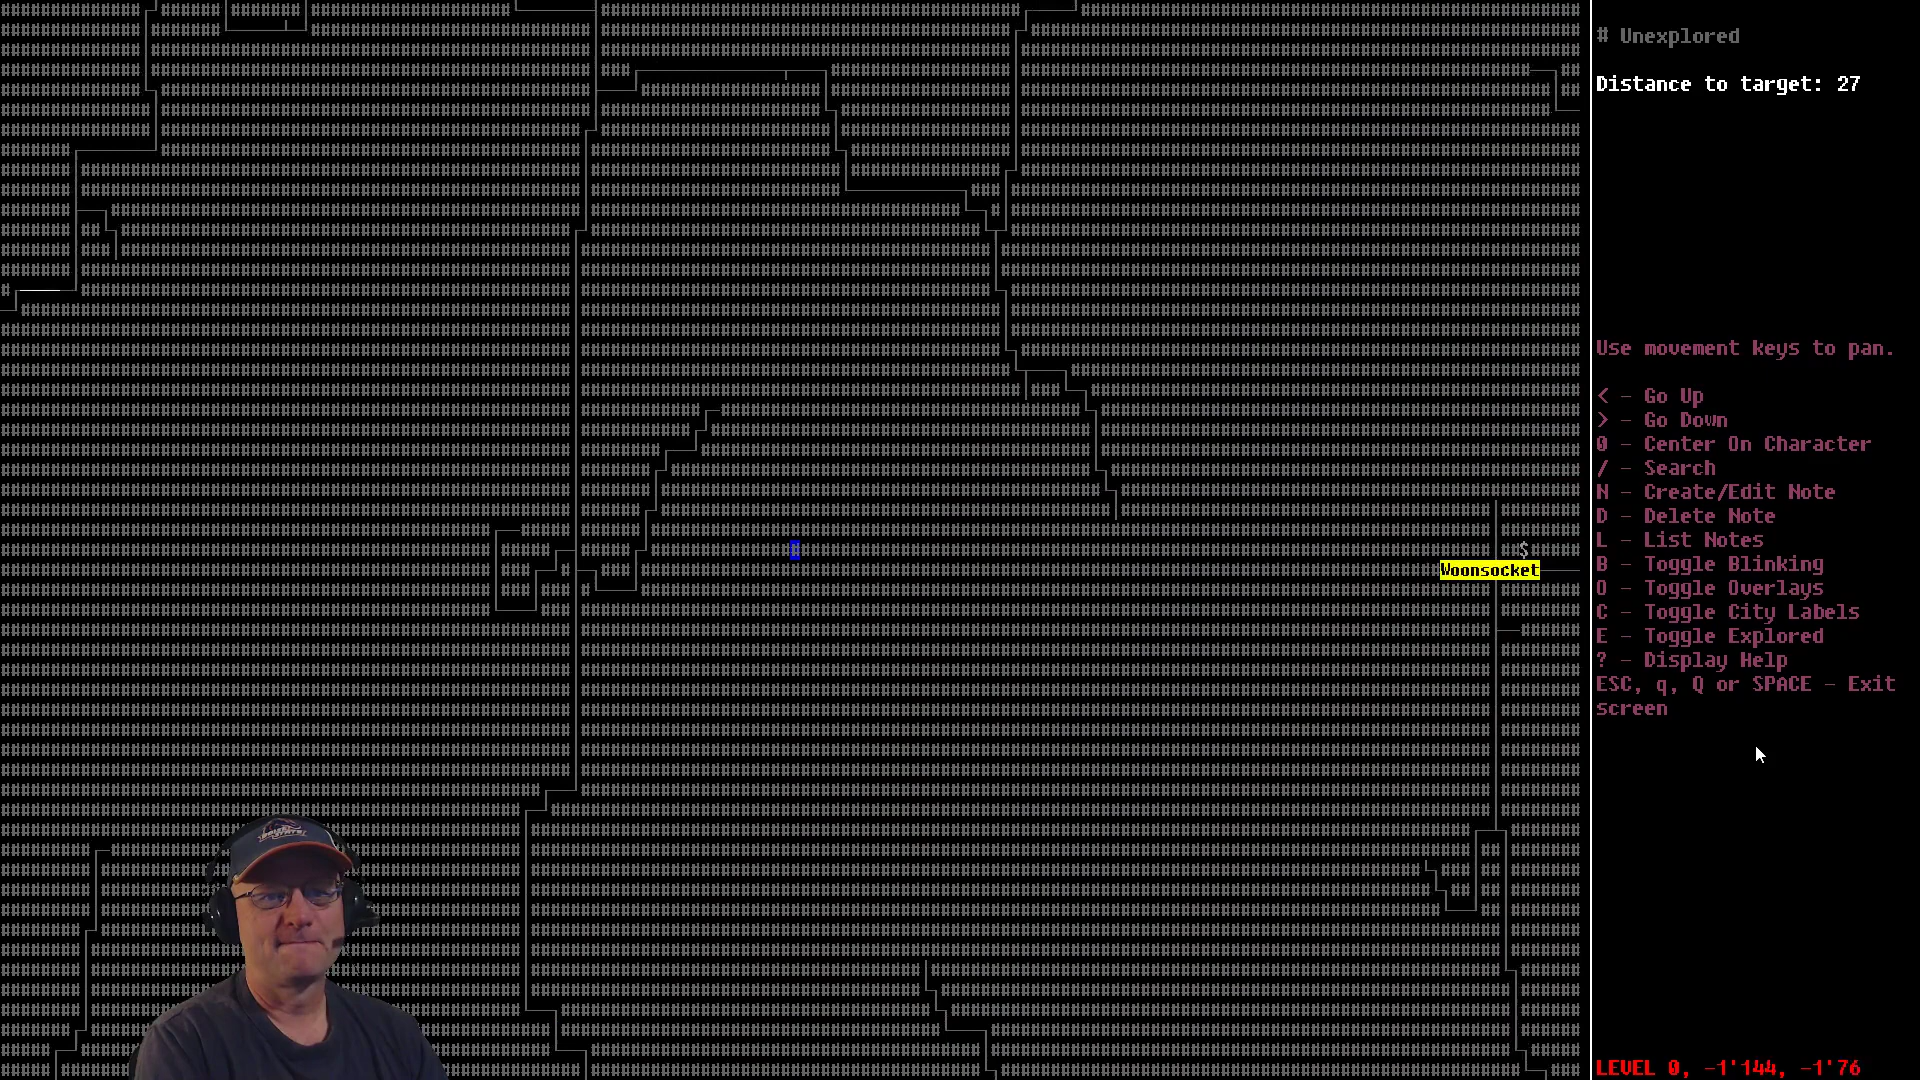 # Unexplored
Distance to target: 27
Use movement keys to pan.
< - Go Up
> - Go Down
0 - Center On Character
/ - Search
N - Create/Edit Note
D - Delete Note
L - List Notes
B - Toggle Blinking
O - Toggle Overlays
C - Toggle City Labels
E - Toggle Explored
? - Display Help
ESC, q, Q or SPACE - Exit
screen
$
Woonsocket
LEVEL 0, -1'144, -1'76